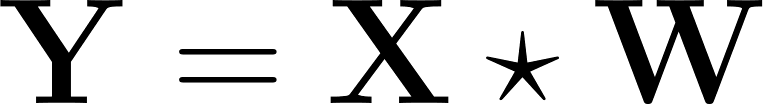 Y = X ⋆ W